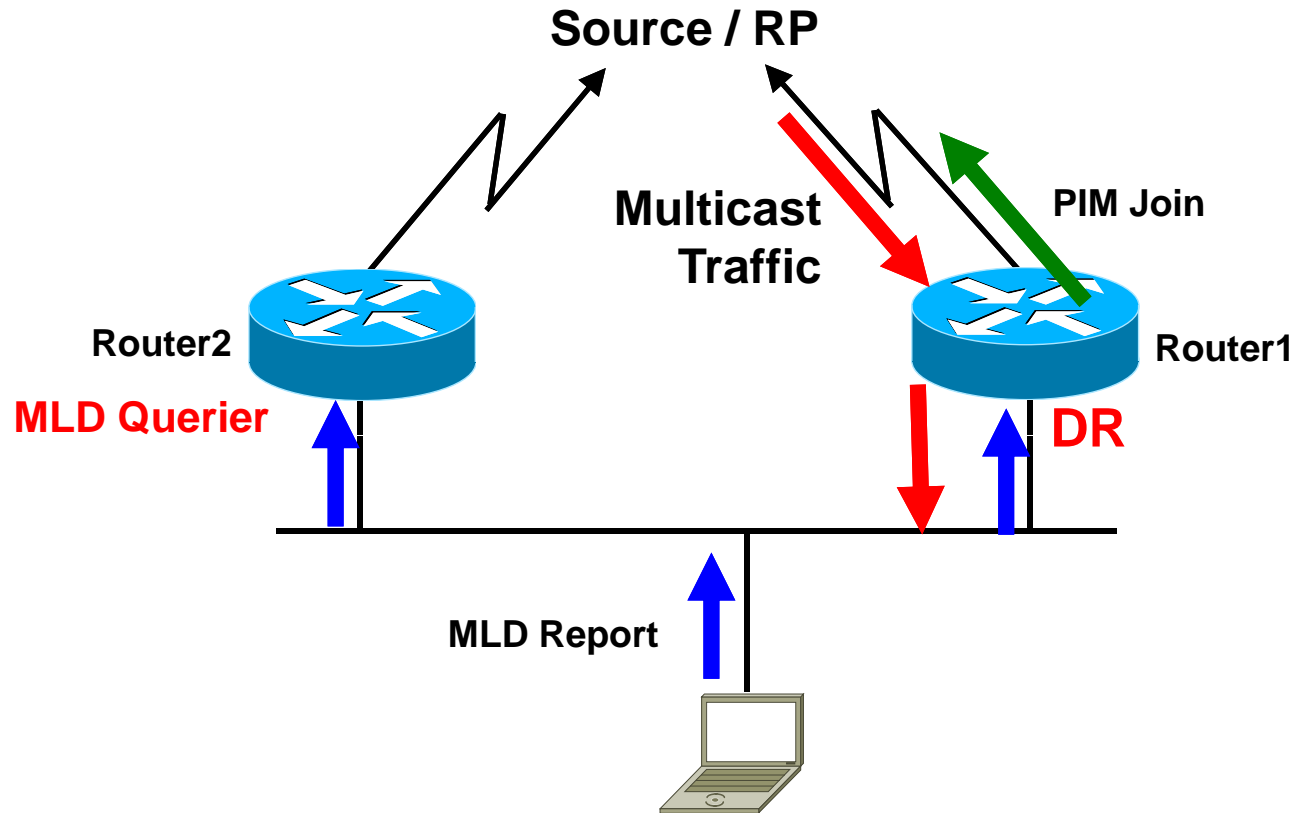 Source / RP
Multicast
Traffic
PIM Join
Router2
Router1
MLD Querier
DR
MLD Report